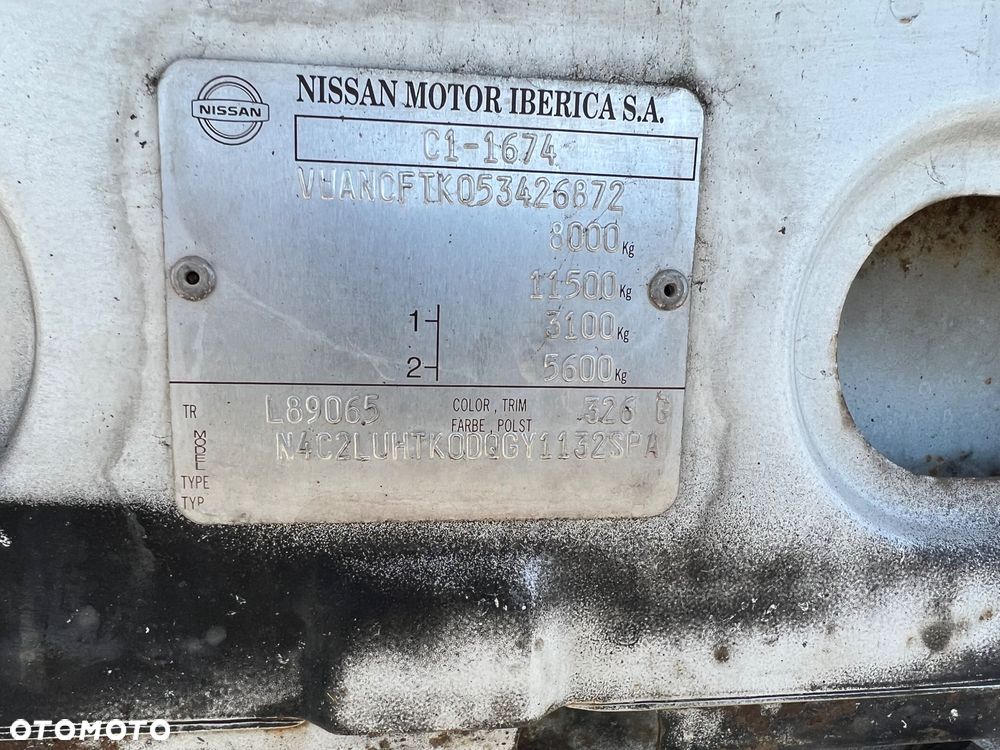 NISSAN
NISSAN MOTOR IBERICA S.A.
C1-1674
VWANCFTK053426872
8000 Kg
11500 Kg
1- 3100 Kg
2- 5600 Kg
TR L89065 COLOR , TRIM 326 G
FARBE , POLST
MODEL N4C2LUHTK0DQGY1132SPA
TYPE
TYP
OTOMOTO